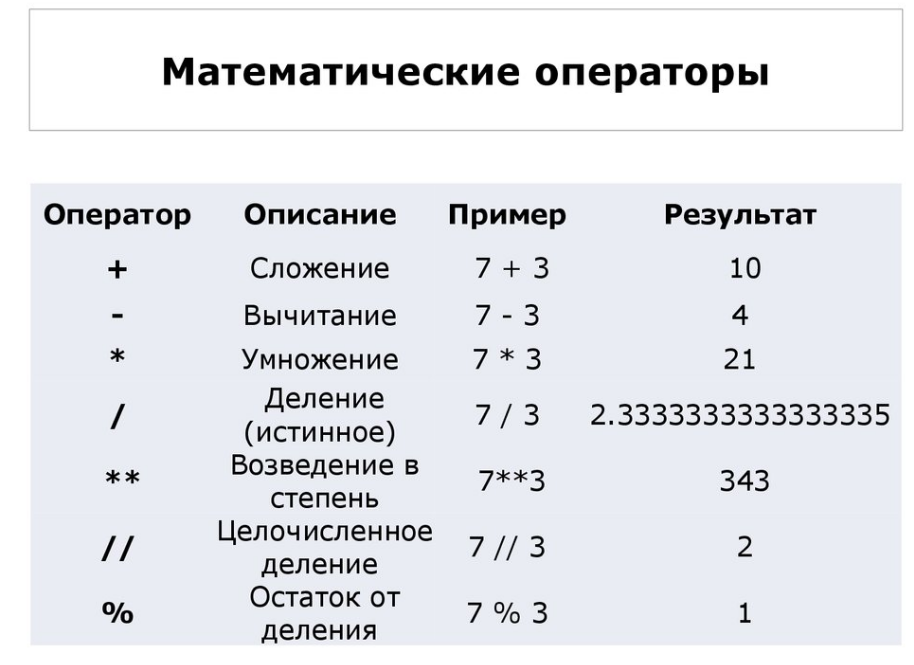 Математические операторы
Оператор Описание Пример Результат
+ Сложение 7 + 3 10
- Вычитание 7 - 3 4
* Умножение 7 * 3 21
/ Деление (истинное) 7 / 3 2.3333333333333335
** Возведение в степень 7**3 343
// Целочисленное деление 7 // 3 2
% Остаток от деления 7 % 3 1